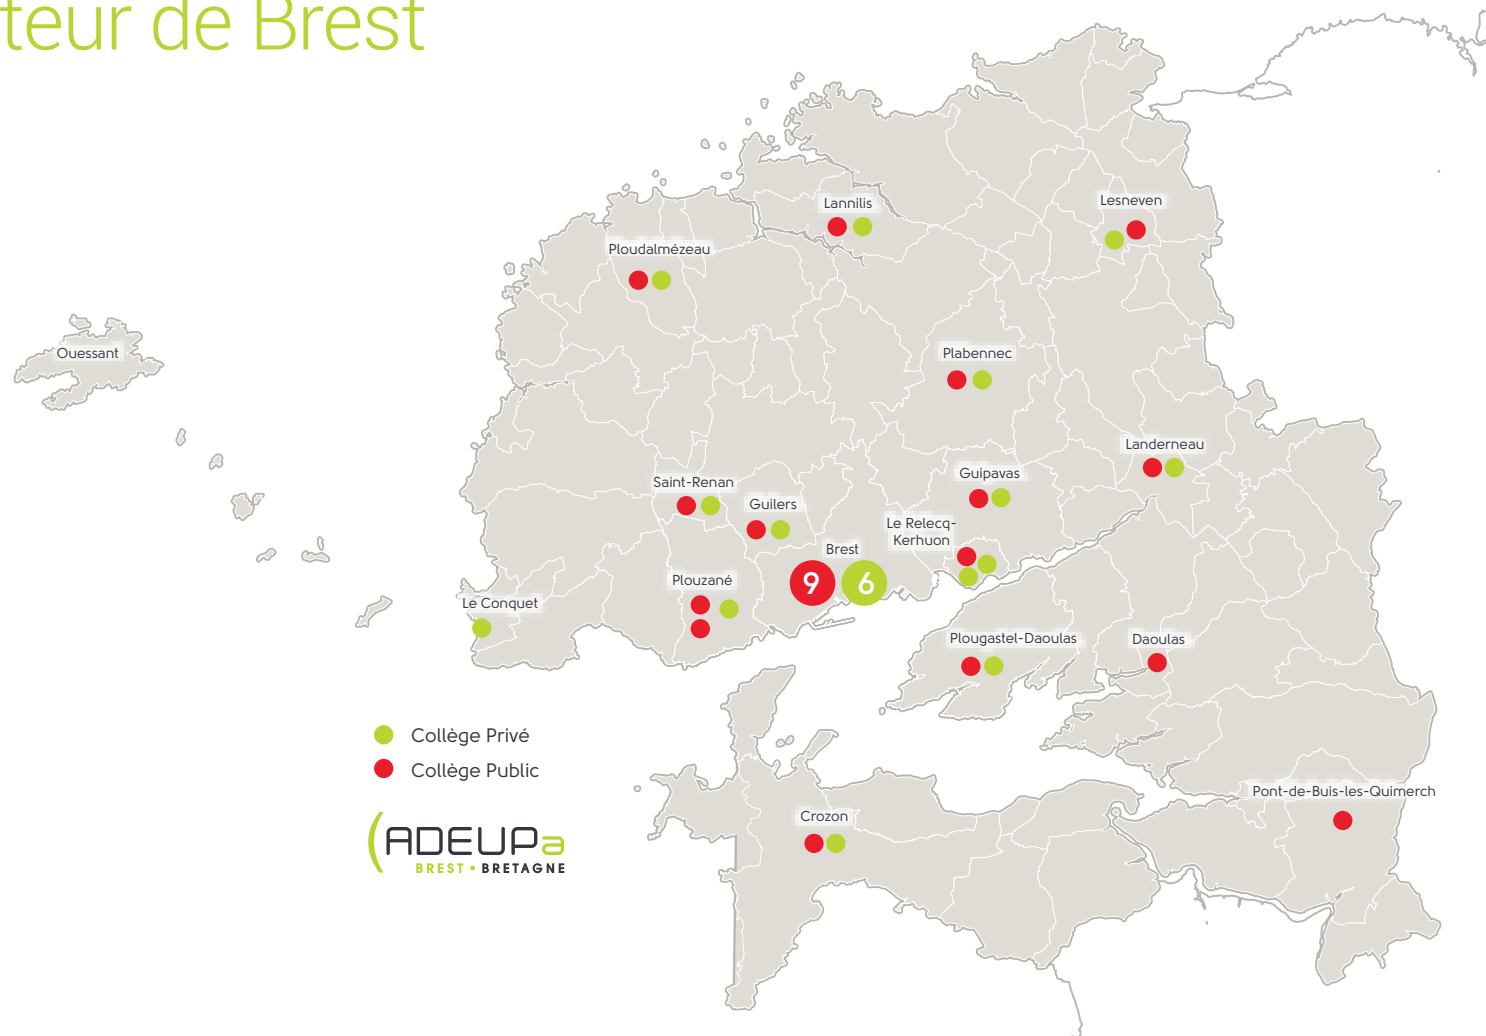 teur de Brest
Lannilis
Lesneven
Ploudalmézeau
Ouessant
Plabennec
Landerneau
Guipavas
Saint-Renan
Guilers
Le Relecq-
Kerhuon
Brest
9
6
Plouzané
Le Conquet
Plougastel-Daoulas
Daoulas
Collège Privé
Collège Public
Pont-de-Buis-les-Quimerch
Crozon
ADEUPa
BREST • BRETAGNE